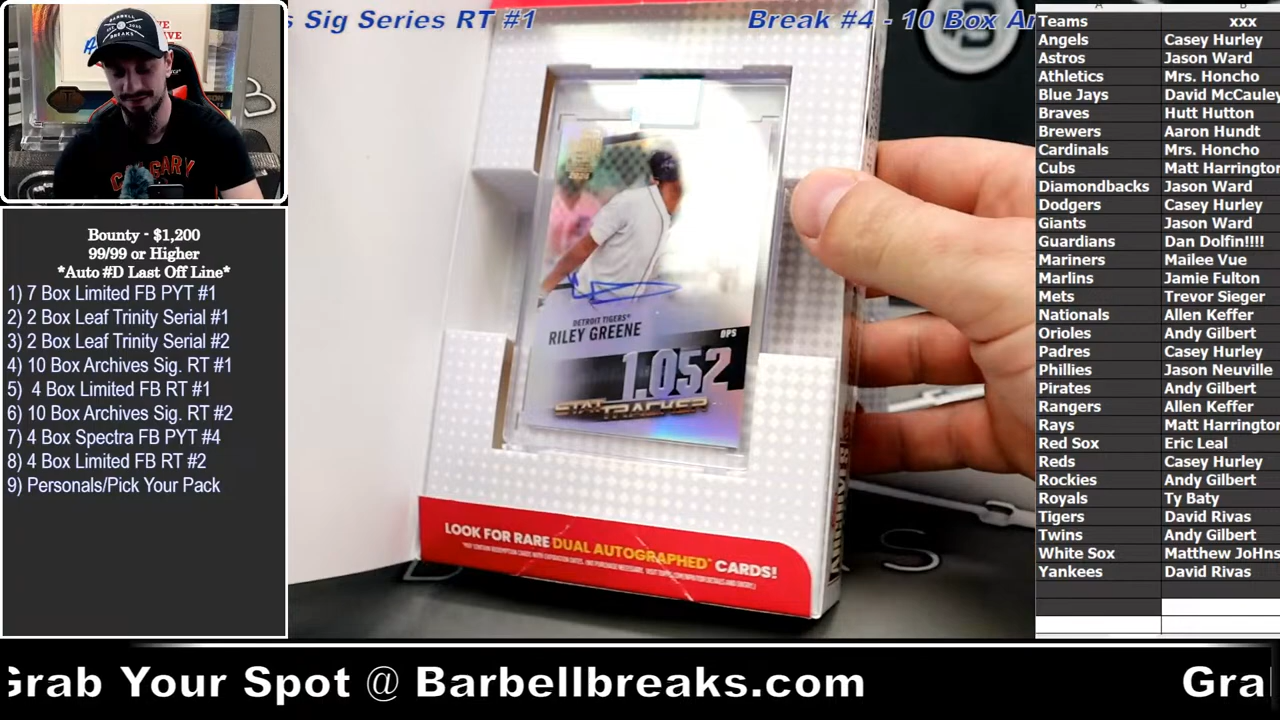 s Sig Series RT #1
Break #4 - 10 Box Ar
BARBELL
BREAKS
CALGARY
Bounty - $1,200
99/99 or Higher
*Auto #D Last Off Line*
1) 7 Box Limited FB PYT #1
2) 2 Box Leaf Trinity Serial #1
3) 2 Box Leaf Trinity Serial #2
4) 10 Box Archives Sig. RT #1
5) 4 Box Limited FB RT #1
6) 10 Box Archives Sig. RT #2
7) 4 Box Spectra FB PYT #4
8) 4 Box Limited FB RT #2
9) Personals/Pick Your Pack
DETROIT TIGERS
RILEY GREENE
OPS
1.052
STAT TRACKER
LOOK FOR RARE DUAL AUTOGRAPHED* CARDS!
A B
Teams xxx
Angels Casey Hurley
Astros Jason Ward
Athletics Mrs. Honcho
Blue Jays David McCauley
Braves Hutt Hutton
Brewers Aaron Hundt
Cardinals Mrs. Honcho
Cubs Matt Harrington
Diamondbacks Jason Ward
Dodgers Casey Hurley
Giants Jason Ward
Guardians Dan Dolfin!!!!
Mariners Mailee Vue
Marlins Jamie Fulton
Mets Trevor Sieger
Nationals Allen Keffer
Orioles Andy Gilbert
Padres Casey Hurley
Phillies Jason Neuville
Pirates Andy Gilbert
Rangers Allen Keffer
Rays Matt Harrington
Red Sox Eric Leal
Reds Casey Hurley
Rockies Andy Gilbert
Royals Ty Baty
Tigers David Rivas
Twins Andy Gilbert
White Sox Matthew JoHns
Yankees David Rivas
Grab Your Spot @ Barbellbreaks.com
Gra